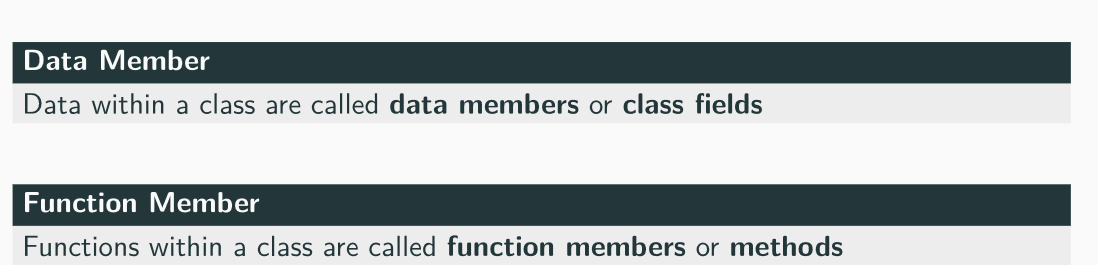 Data Member
Data within a class are called data members or class fields
Function Member
Functions within a class are called function members or methods